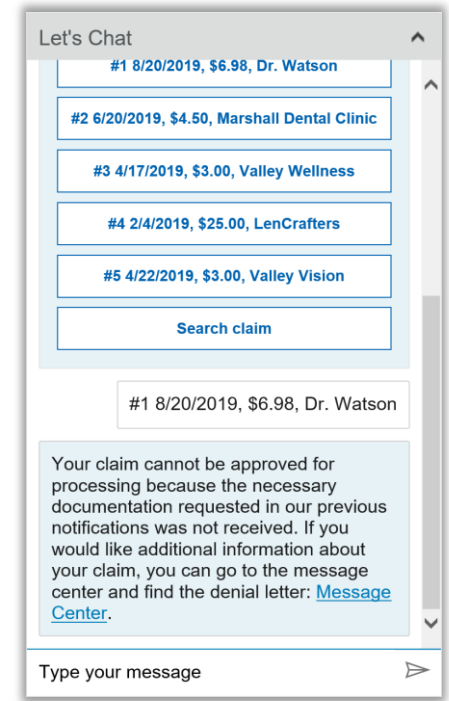 Let's Chat
#1 8/20/2019, $6.98, Dr. Watson
#2 6/20/2019, $4.50, Marshall Dental Clinic
#3 4/17/2019, $3.00, Valley Wellness
#4 2/4/2019, $25.00, LenCrafters
#5 4/22/2019, $3.00, Valley Vision
Search claim
#1 8/20/2019, $6.98, Dr. Watson
Your claim cannot be approved for
processing because the necessary
documentation requested in our previous
notifications was not received. If you
would like additional information about
your claim, you can go to the message
center and find the denial letter: Message
Center.
Type your message